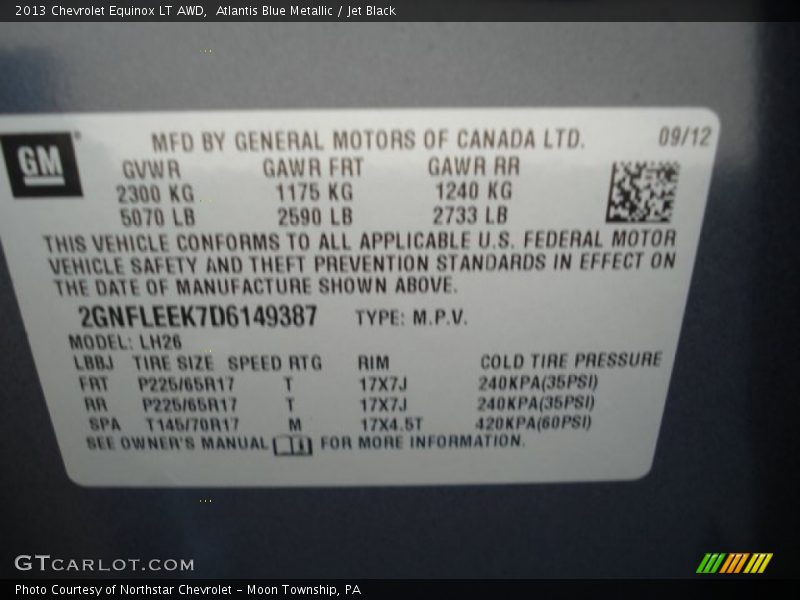 2013 Chevrolet Equinox LT AWD,  Atlantis Blue Metallic / Jet Black
GM®
MFD BY GENERAL MOTORS OF CANADA LTD. 09/12
GVWR GAWR FRT GAWR RR
2300 KG 1175 KG 1240 KG
5070 LB 2590 LB 2733 LB
THIS VEHICLE CONFORMS TO ALL APPLICABLE U.S. FEDERAL MOTOR
VEHICLE SAFETY AND THEFT PREVENTION STANDARDS IN EFFECT ON
THE DATE OF MANUFACTURE SHOWN ABOVE.
2GNFLEEK7D6149387 TYPE: M.P.V.
MODEL: LH26
LBBJ TIRE SIZE SPEED RTG RIM COLD TIRE PRESSURE
FRT P225/65R17 T 17X7J 240KPA(35PSI)
RR P225/65R17 T 17X7J 240KPA(35PSI)
SPA T145/70R17 M 17X4.5T 420KPA(60PSI)
SEE OWNER'S MANUAL FOR MORE INFORMATION.
GTCARLOT.COM
Photo Courtesy of Northstar Chevrolet - Moon Township, PA